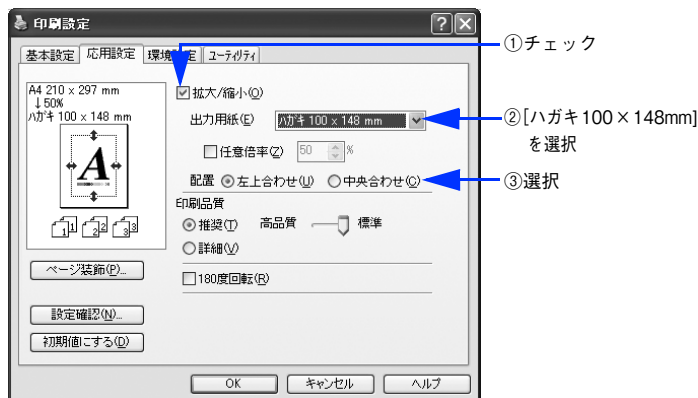 印刷設定
基本設定 応用設定 環境設定 ユーティリティ
①チェック
A4 210 x 297 mm
↓50%
ハガキ 100 x 148 mm
A
1 1 2 2 3 3
拡大/縮小(O)
出力用紙(E) ハガキ 100 x 148 mm
②[ハガキ100×148mm]
を選択
任意倍率(Z) 50 %
配置 左上合わせ(U) 中央合わせ(C)
③選択
印刷品質
推奨(T) 高品質 標準
詳細(V)
180度回転(R)
ページ装飾(P)...
設定確認(N)...
初期値にする(D)
OK キャンセル ヘルプ